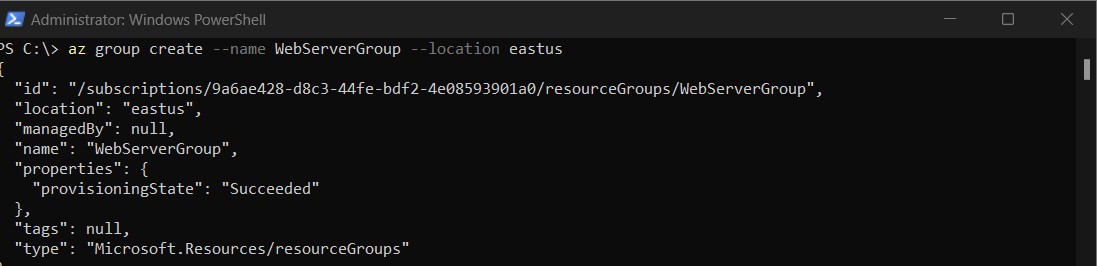 Administrator: Windows PowerShell
PS C:\> az group create --name WebServerGroup --location eastus
{
  "id": "/subscriptions/9a6ae428-d8c3-44fe-bdf2-4e08593901a0/resourceGroups/WebServerGroup",
  "location": "eastus",
  "managedBy": null,
  "name": "WebServerGroup",
  "properties": {
    "provisioningState": "Succeeded"
  },
  "tags": null,
  "type": "Microsoft.Resources/resourceGroups"